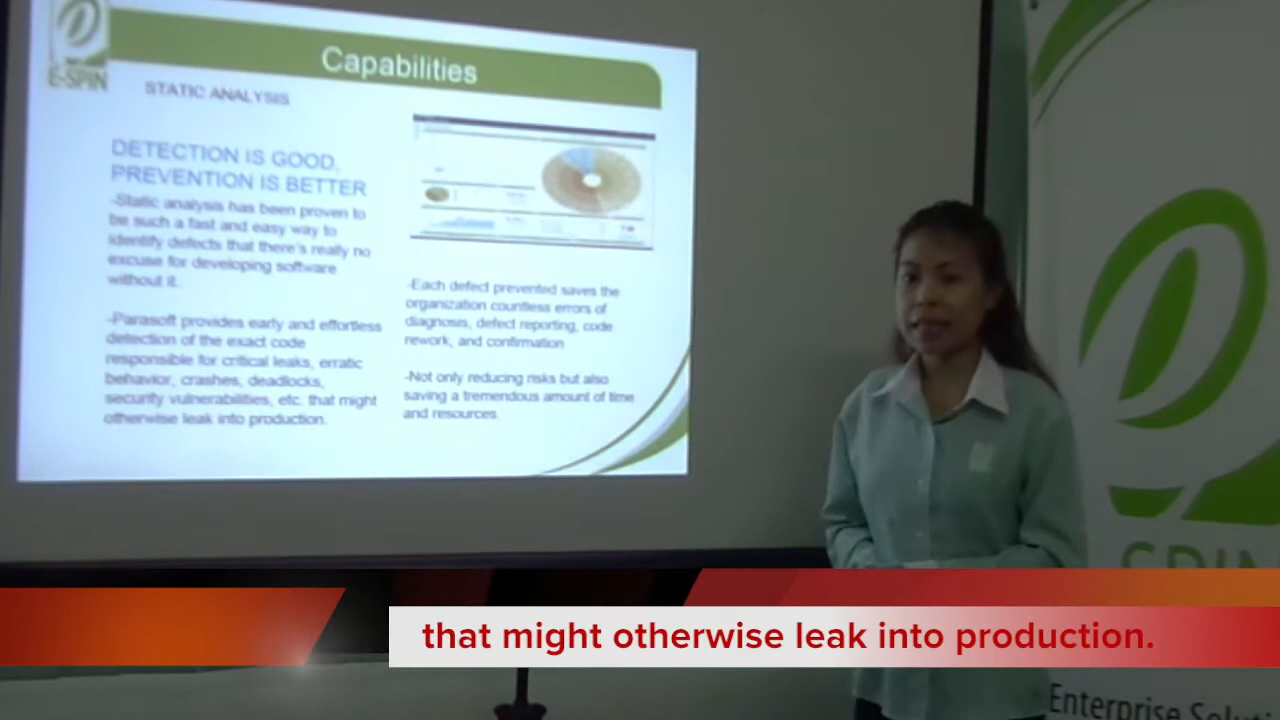 E-SPIN
Capabilities
STATIC ANALYSIS
DETECTION IS GOOD,
PREVENTION IS BETTER
-Static analysis has been proven to
be such a fast and easy way to
identify defects that there's really no
excuse for developing software
without it.
-Parasoft provides early and effortless
detection of the exact code
responsible for critical leaks, erratic
behavior, crashes, deadlocks,
security vulnerabilities, etc. that might
otherwise leak into production.
-Each defect prevented saves the
organization countless errors of
diagnosis, defect reporting, code
rework, and confirmation
-Not only reducing risks but also
saving a tremendous amount of time
and resources.
SPIN
Enterprise Soluti
that might otherwise leak into production.